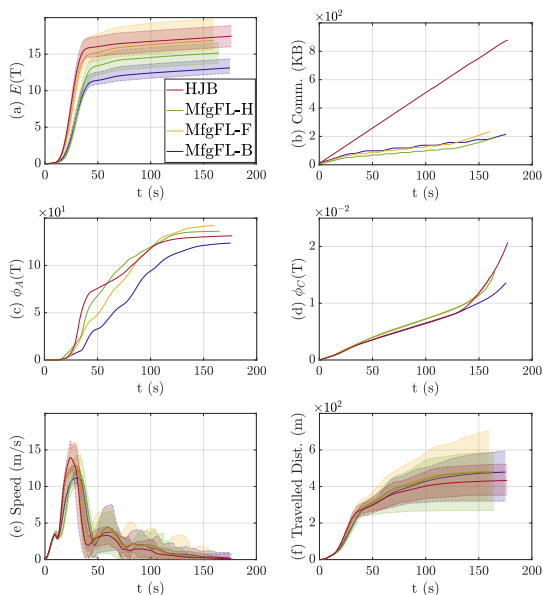 (a) E(T)
15
10
5
0
0 50 100 150 200
t (s)
HJB
MfgFL-H
MfgFL-F
MfgFL-B
×10²
(b) Comm. (KB)
10
8
6
4
2
0
0 50 100 150 200
t (s)
×10¹
(c) ϕ_A(T)
10
5
0
0 50 100 150 200
t (s)
×10⁻²
(d) ϕ_C(T)
2
1
0
0 50 100 150 200
t (s)
(e) Speed (m/s)
15
10
5
0
0 50 100 150 200
t (s)
×10²
(f) Travelled Dist. (m)
6
4
2
0
0 50 100 150 200
t (s)